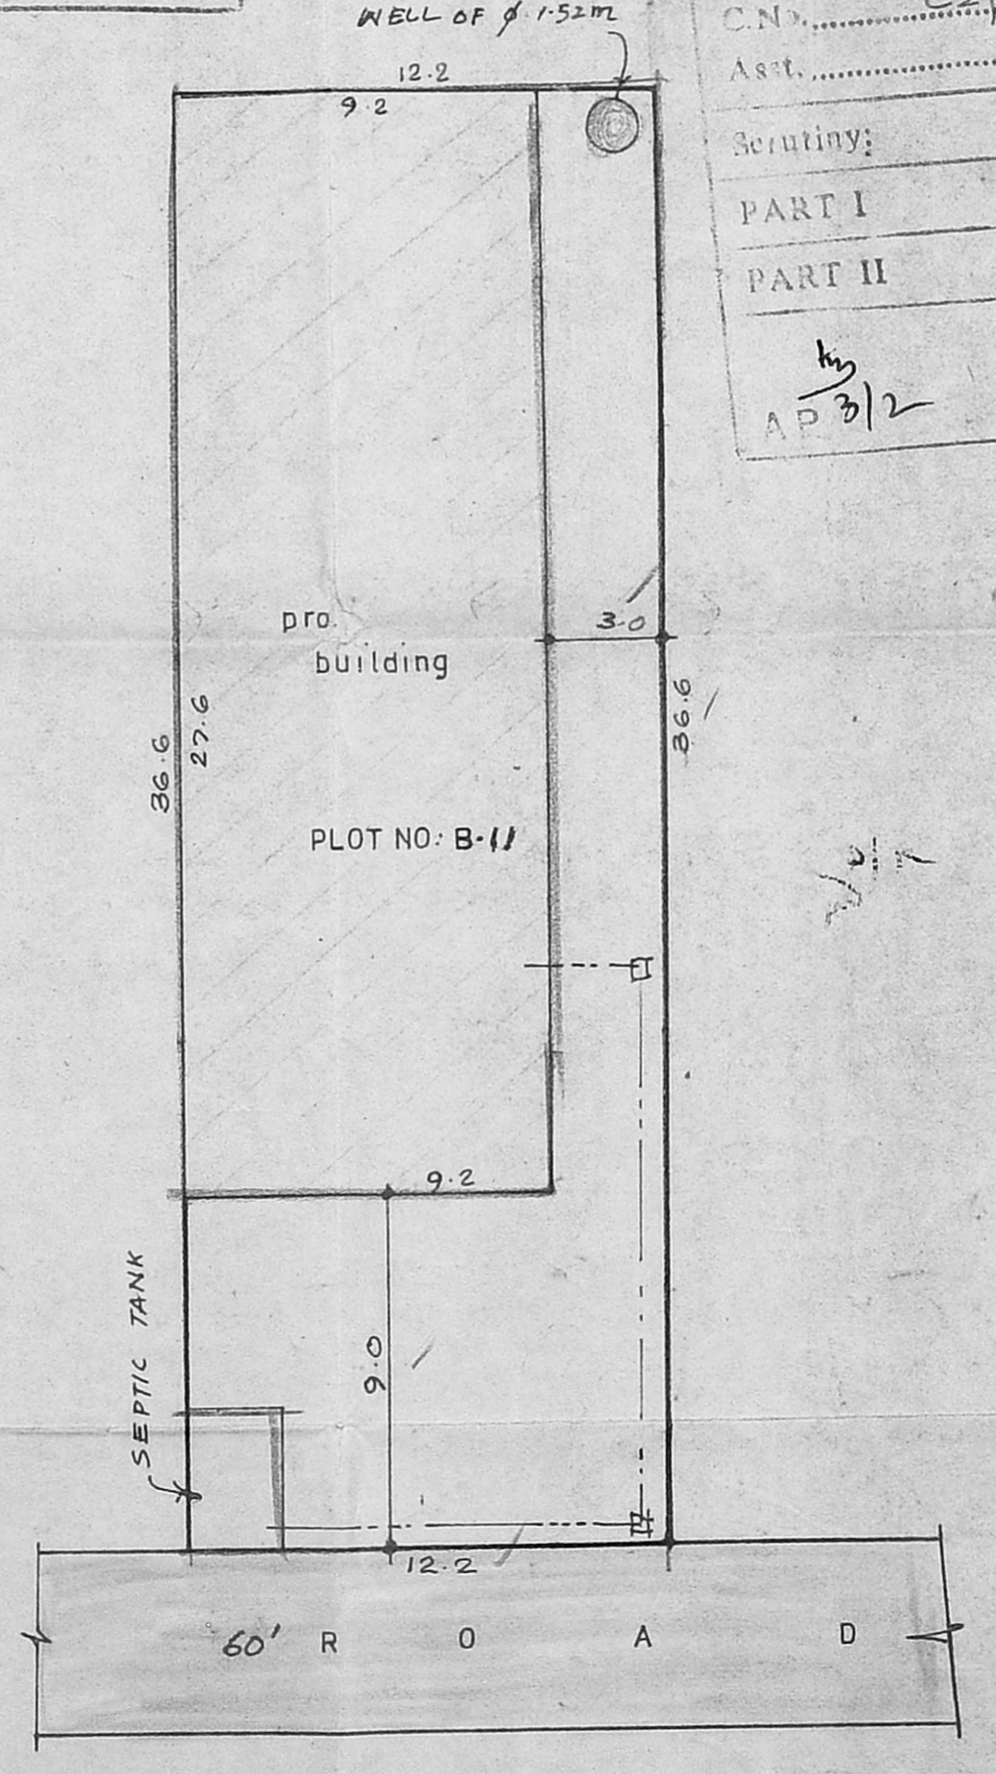 WELL OF ϕ 1.52m
C.No.
Asst.
Scrutiny:
PART I
PART II
AP 3/2
12.2
9.2
3.0
pro.
building
36.6
27.6
36.6
PLOT NO: B-11
9.2
9.0
SEPTIC TANK
12.2
60' R O A D